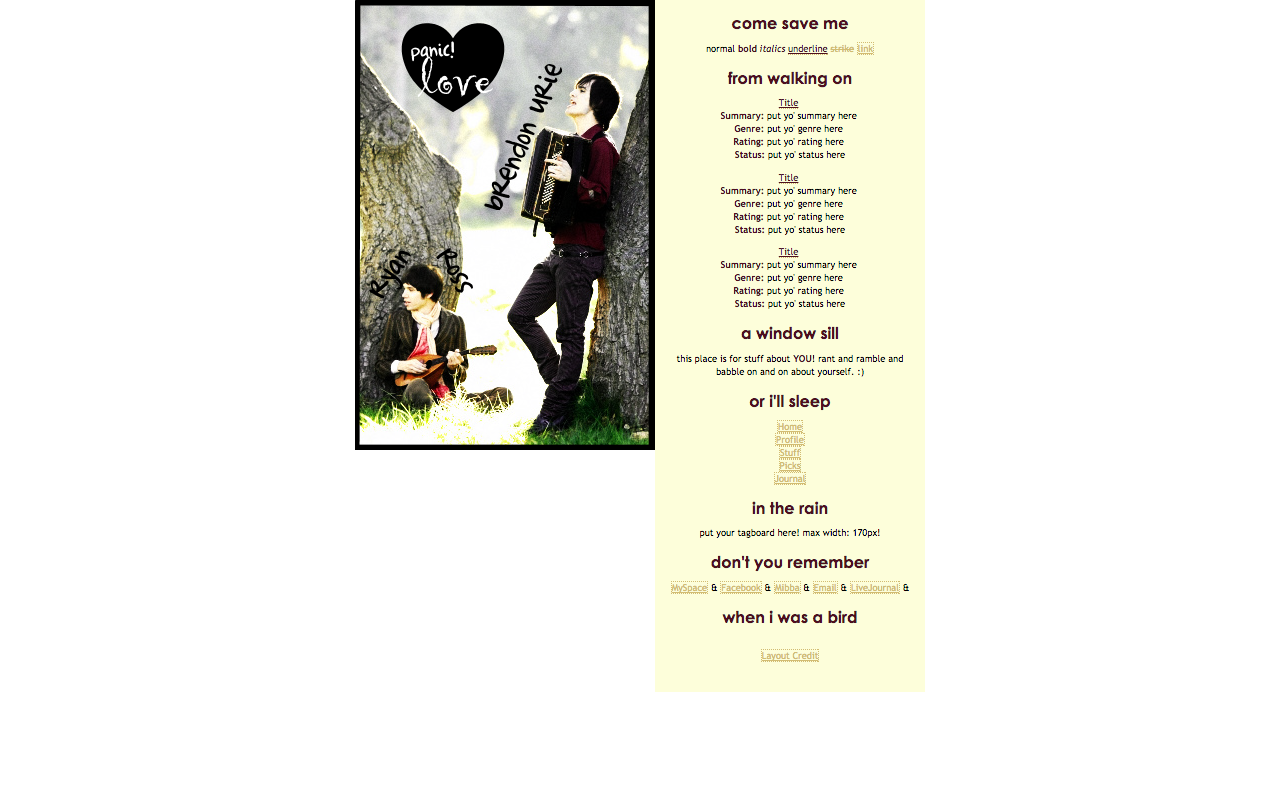 panic!
love
brendon urie
Ryan Ross
come save me
normal bold italics underline strike link
from walking on
Title
Summary: put yo' summary here
Genre: put yo' genre here
Rating: put yo' rating here
Status: put yo' status here
Title
Summary: put yo' summary here
Genre: put yo' genre here
Rating: put yo' rating here
Status: put yo' status here
Title
Summary: put yo' summary here
Genre: put yo' genre here
Rating: put yo' rating here
Status: put yo' status here
a window sill
this place is for stuff about YOU! rant and ramble and
babble on and on about yourself. :)
or i'll sleep
Home
Profile
Stuff
Picks
Journal
in the rain
put your tagboard here! max width: 170px!
don't you remember
MySpace & Facebook & Mibba & Email & LiveJournal &
when i was a bird
Layout Credit